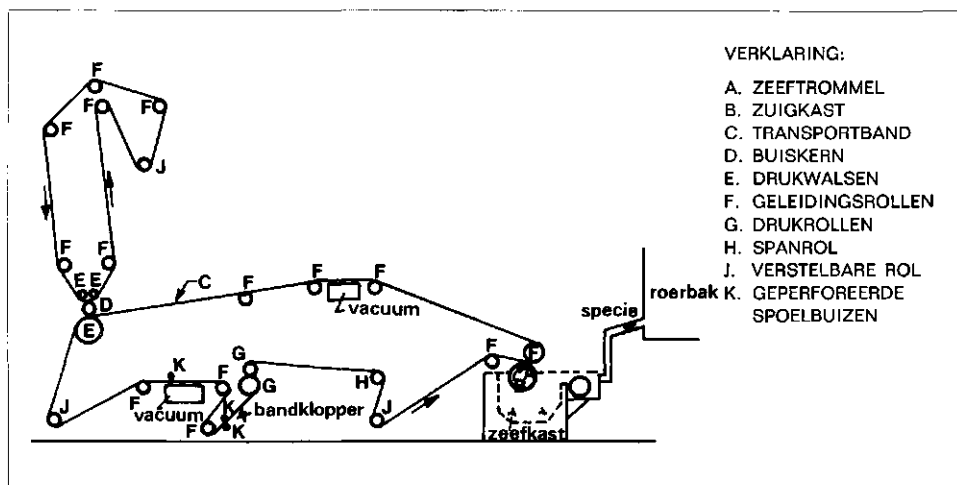 VERKLARING:
A. ZEEFTROMMEL
B. ZUIGKAST
C. TRANSPORTBAND
D. BUISKERN
E. DRUKWALSEN
F. GELEIDINGSROLLEN
G. DRUKROLLEN
H. SPANROL
J. VERSTELBARE ROL
K. GEPERFOREERDE
SPOELBUIZEN
F
F
F
F
J
F
F
E E
D
C
F
F
F
vacuum
E
roerbak
specie
F
F
G
K
F
F
G
H
J
vacuum
K
bandklopper
F
K
J
zeefkast